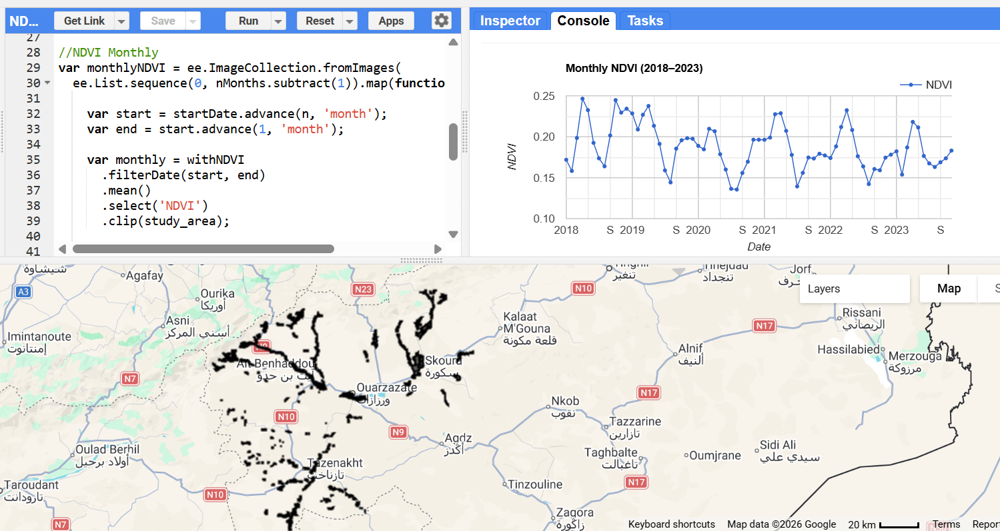 ND...
Get Link
Save
Run
Reset
Apps
Inspector
Console
Tasks
27
28 //NDVI Monthly
29 var monthlyNDVI = ee.ImageCollection.fromImages(
30 ee.List.sequence(0, nMonths.subtract(1)).map(functio
31
32 var start = startDate.advance(n, 'month');
33 var end = start.advance(1, 'month');
34
35 var monthly = withNDVI
36 .filterDate(start, end)
37 .mean()
38 .select('NDVI')
39 .clip(study_area);
40
41
Monthly NDVI (2018–2023)
NDVI
0.25
0.20
0.15
0.10
NDVI
2018 S 2019 S 2020 S 2021 S 2022 S 2023 S
Date
شيشاوة
Agafay
A3
Ourika
أوريكا
N23
Asni
أسني المركز
Imintanoute
إمنتانوت
N7
Ait Benhaddou
آيت بن حدو
Skoura
سكورة
Ouarzazate
ورزازات
N10
N9
Agdz
أكدز
Oulad Berhil
أولاد برحيل
Tazenakht
تازناخت
Taroudant
تارودانت
N10
N7
تنغير
N10
تنجداد
Jorf
Kalaat
M'Gouna
قلعة مكونة
N17
Alnif
ألنيف
Rissani
الريصاني
Hassilabied
Merzouga
مرزوكة
N17
Nkob
نقوب
Tazzarine
تازارين
Taghbalte
تاغبالت
Oumjrane
Sidi Ali
سيدي علي
N17
Tinzouline
Zagora
زاكورة
Layers
Map
S
Keyboard shortcuts
Map data ©2026 Google
20 km
Terms
Repor